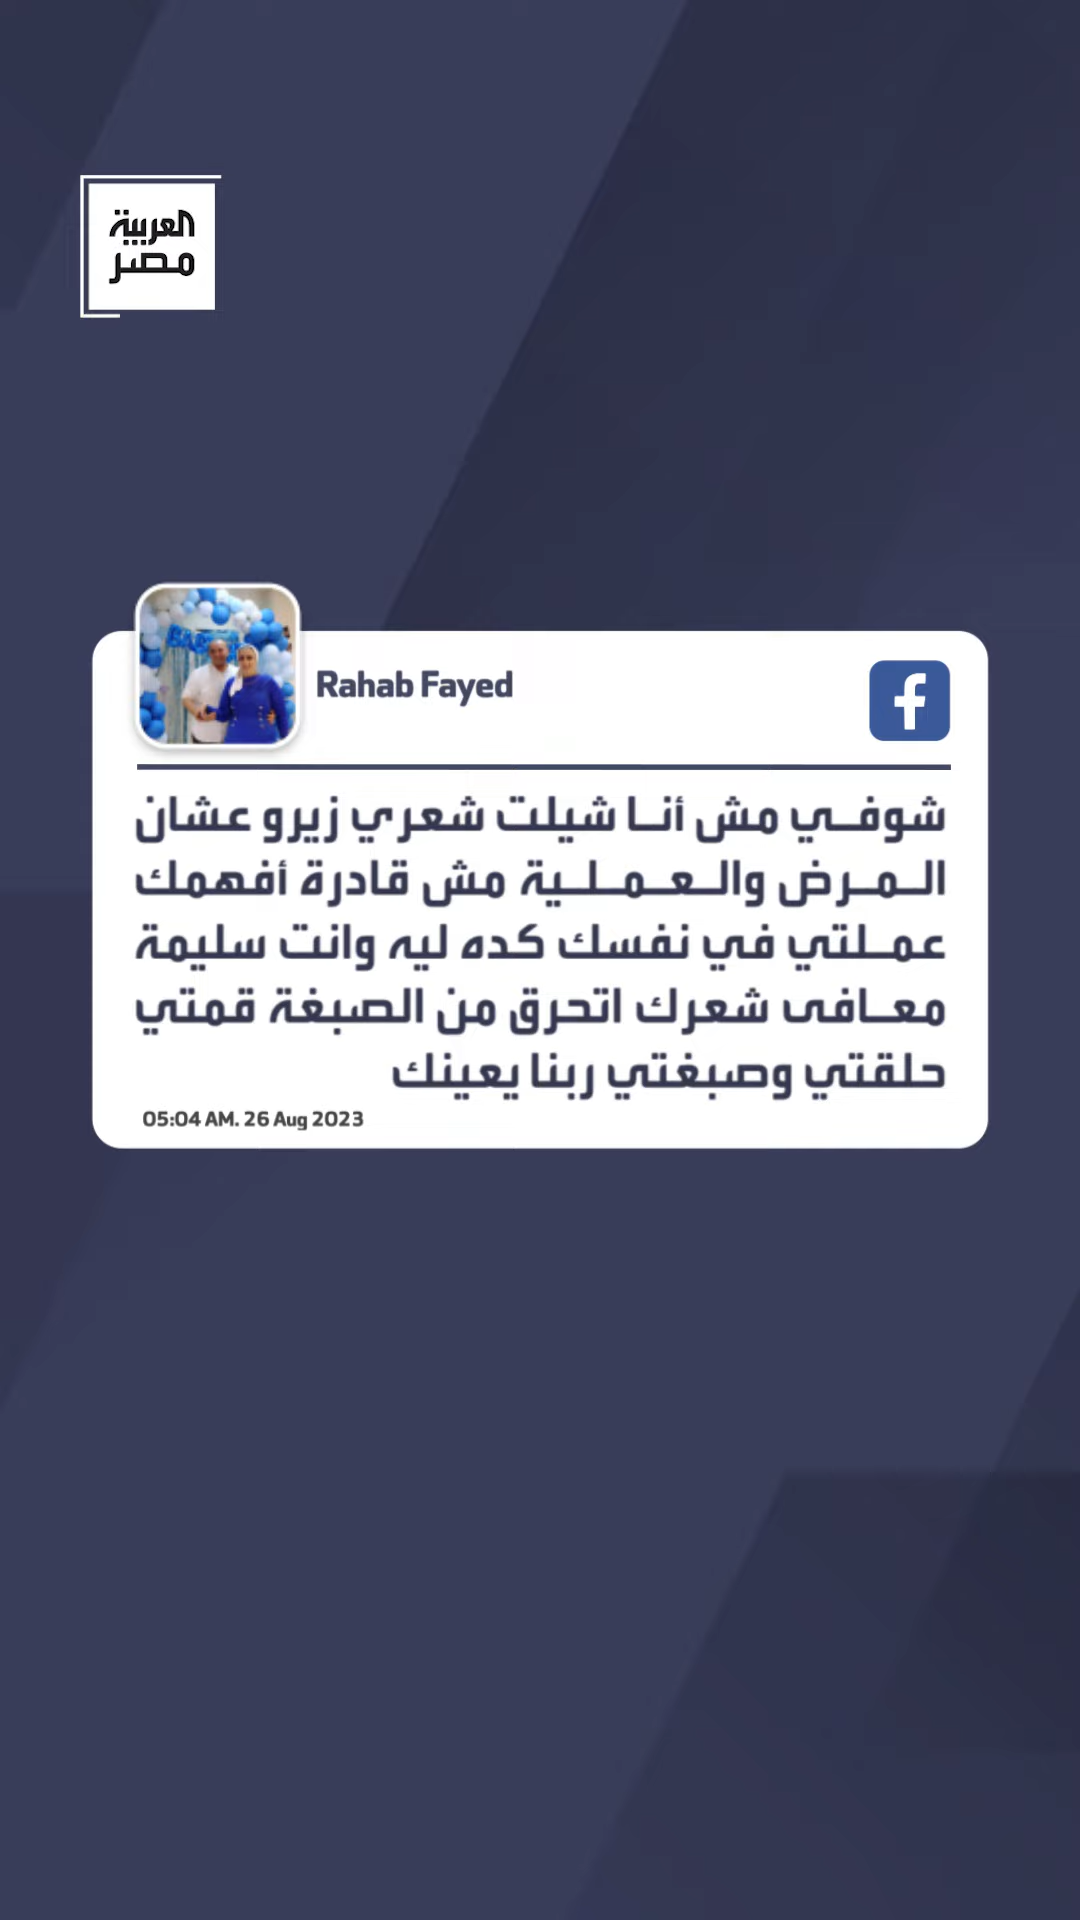 العربية
مصر
Rahab Fayed
شوفي مش أنا شيلت شعري زيرو عشان
المرض والعملية مش قادرة أفهمك
عملتي في نفسك كده ليه وانت سليمة
معافى شعرك اتحرق من الصبغة قمتي
حلقتي وصبغتي ربنا يعينك
05:04 AM. 26 Aug 2023